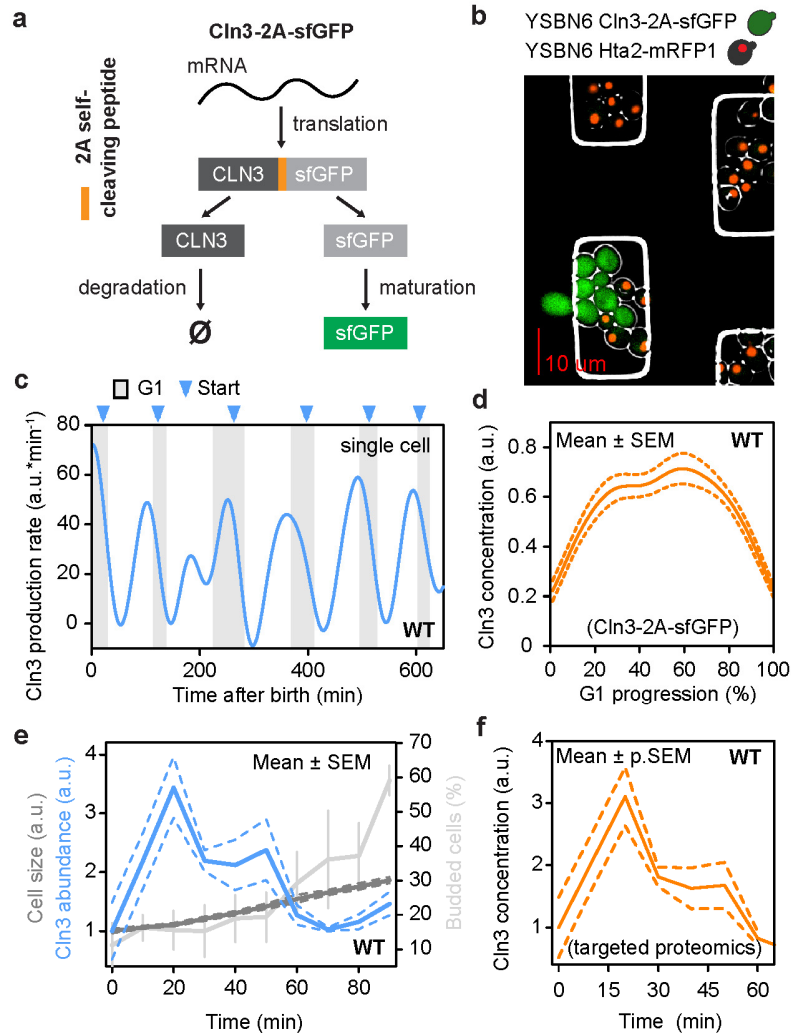 a
Cln3-2A-sfGFP
mRNA
2A self-
cleaving peptide
translation
CLN3
sfGFP
CLN3
sfGFP
degradation
maturation
Ø
sfGFP
b
YSBN6 Cln3-2A-sfGFP
YSBN6 Hta2-mRFP1
10 um
c
G1
Start
Cln3 production rate (a.u.*min-1)
80
60
40
20
0
single cell
WT
0
200
400
600
Time after birth (min)
d
Mean ± SEM
WT
Cln3 concentration (a.u.)
0.8
0.6
0.4
0.2
0
(Cln3-2A-sfGFP)
0
20
40
60
80
100
G1 progression (%)
e
Mean ± SEM
Cell size (a.u.)
Cln3 abundance (a.u.)
4
3
2
1
70
60
50
40
30
20
10
Budded cells (%)
WT
0
20
40
60
80
Time (min)
f
Mean ± p.SEM
WT
Cln3 concentration (a.u.)
4
3
2
1
(targeted proteomics)
0
15
30
45
60
Time (min)